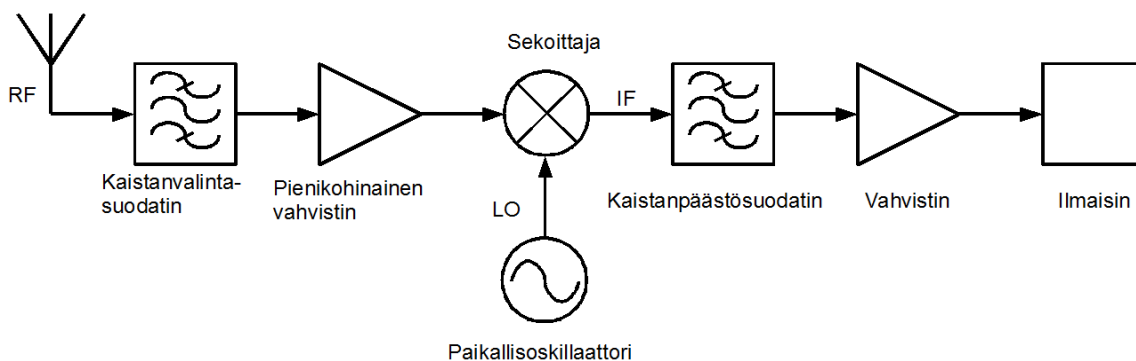 Sekoittaja
RF
IF
Kaistanvalinta-
suodatin
Pienikohinainen
vahvistin
LO
Kaistanpäästösuodatin
Vahvistin
Ilmaisin
Paikallisoskillaattori